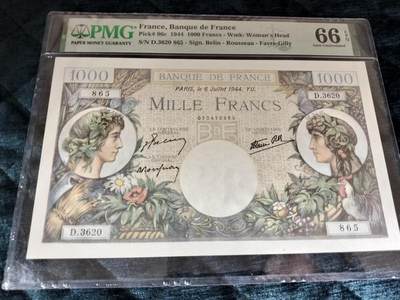 PMG
PAPER MONEY GUARANTY
France, Banque de France
Pick# 96c 1944 1000 Francs - Wmk: Woman's Head
S/N D.3620 865 - Sign. Belin - Rousseau - Favre-Gilly
66 EPQ
Gem Uncirculated
1000 BANQUE DE FRANCE 1000
865 PARIS, le 6 Juillet 1944. YU. D.3620
MILLE FRANCS
BdF
D.3620 865